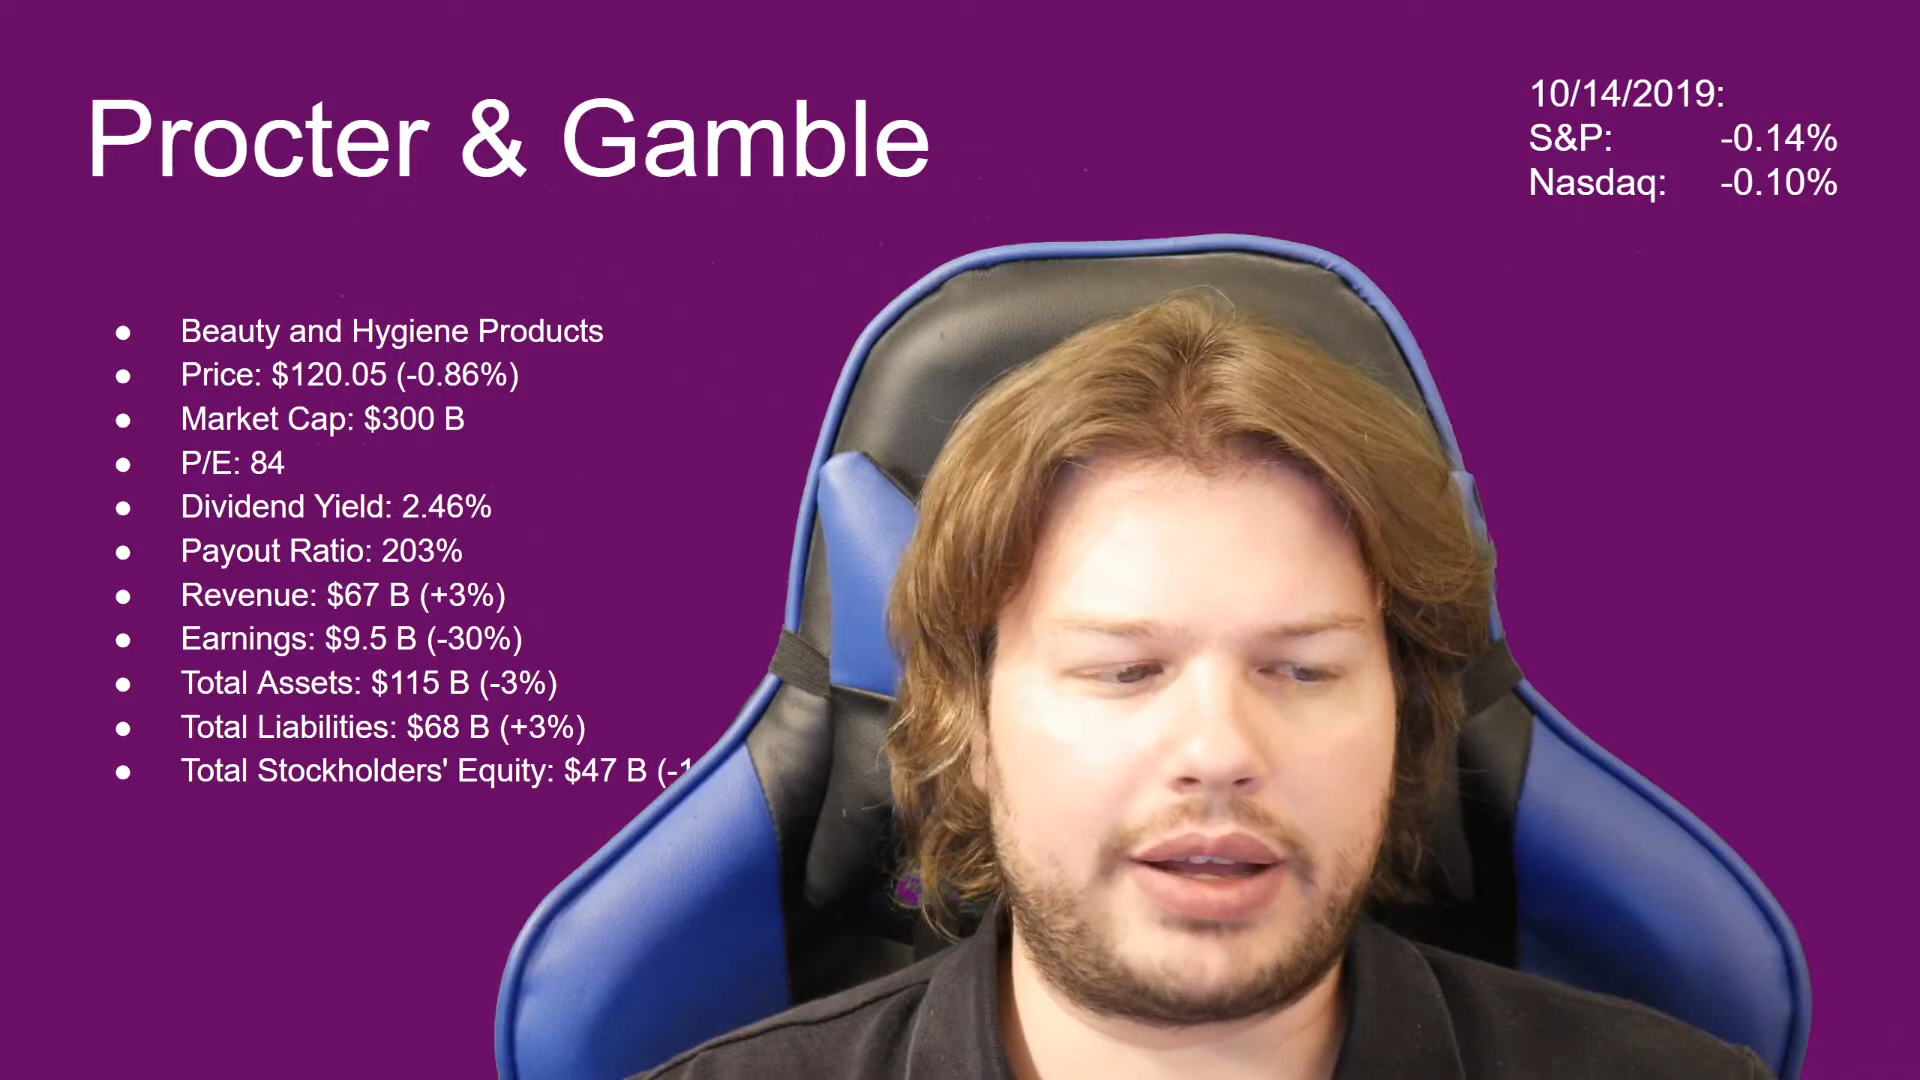 Procter & Gamble
10/14/2019:
S&P: -0.14%
Nasdaq: -0.10%
● Beauty and Hygiene Products
● Price: $120.05 (-0.86%)
● Market Cap: $300 B
● P/E: 84
● Dividend Yield: 2.46%
● Payout Ratio: 203%
● Revenue: $67 B (+3%)
● Earnings: $9.5 B (-30%)
● Total Assets: $115 B (-3%)
● Total Liabilities: $68 B (+3%)
● Total Stockholders' Equity: $47 B